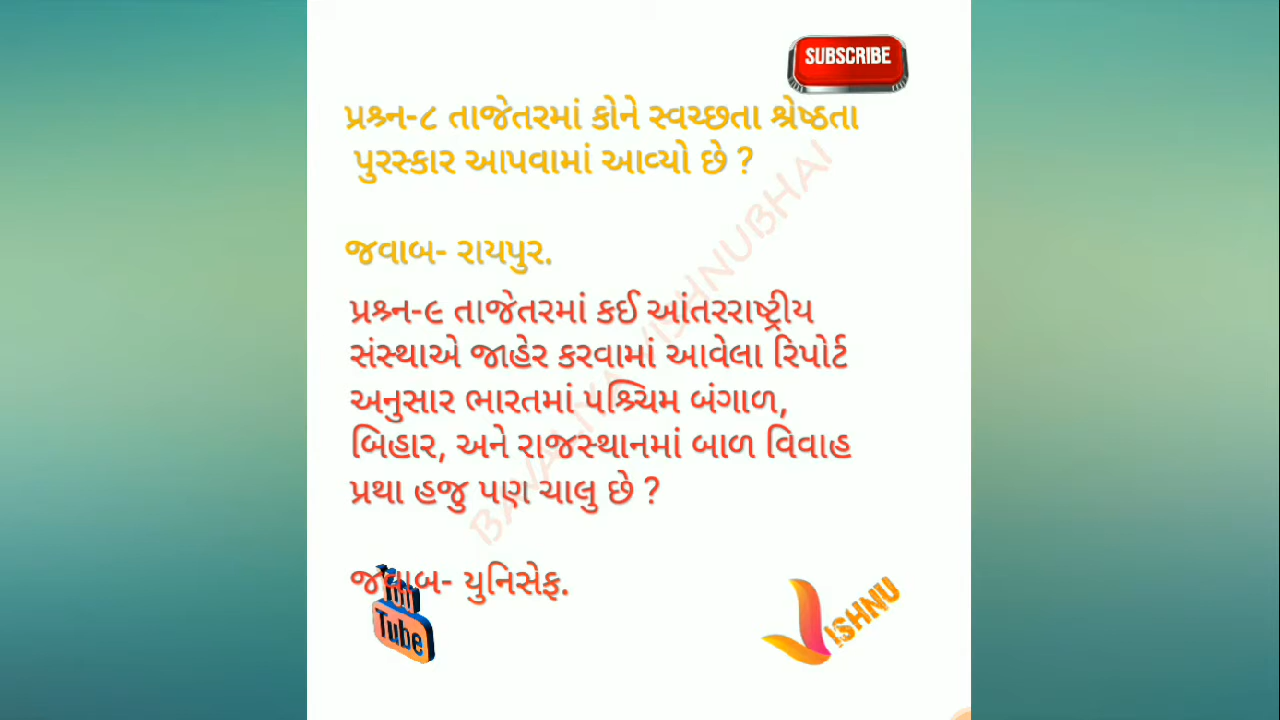 SUBSCRIBE
પ્રશ્ન-૮ તાજેતરમાં કોને સ્વચ્છતા શ્રેષ્ઠતા
પુરસ્કાર આપવામાં આવ્યો છે ?
જવાબ- રાયપુર.
પ્રશ્ન-૯ તાજેતરમાં કઈ આંતરરાષ્ટ્રીય
સંસ્થાએ જાહેર કરવામાં આવેલા રિપોર્ટ
અનુસાર ભારતમાં પશ્ચિમ બંગાળ,
બિહાર, અને રાજસ્થાનમાં બાળ વિવાહ
પ્રથા હજુ પણ ચાલુ છે ?
જવાબ- યુનિસેફ.
You
Tube
VISHNU